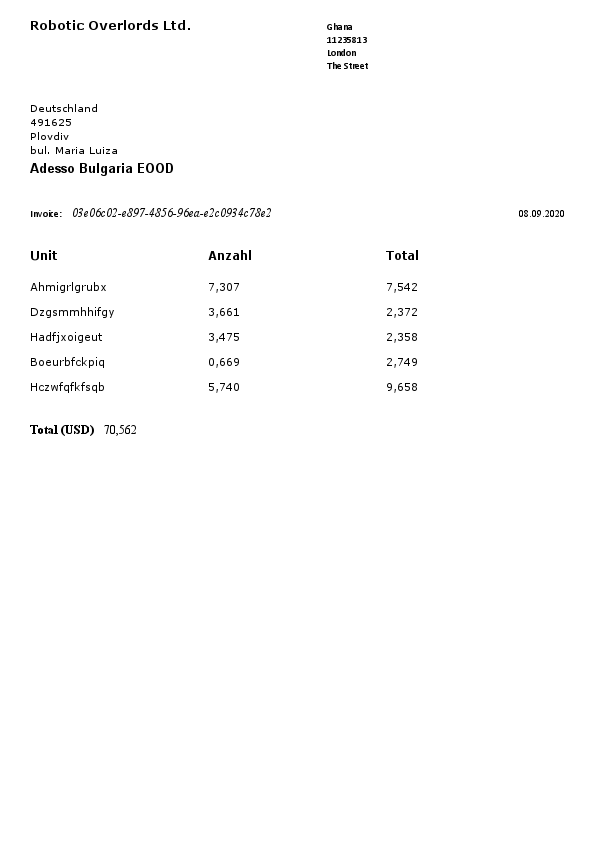 Robotic Overlords Ltd.
Ghana
11235813
London
The Street
Deutschland
491625
Plovdiv
bul. Maria Luiza
Adesso Bulgaria EOOD
Invoice: 03e06c02-e897-4856-96ea-e2c0934c78e2 08.09.2020
Unit Anzahl Total
Ahmigrlgrubx 7,307 7,542
Dzgsmmhhifgy 3,661 2,372
Hadfjxoigeut 3,475 2,358
Boeurbfckpiq 0,669 2,749
Hczwfqfkfsqb 5,740 9,658
Total (USD) 70,562